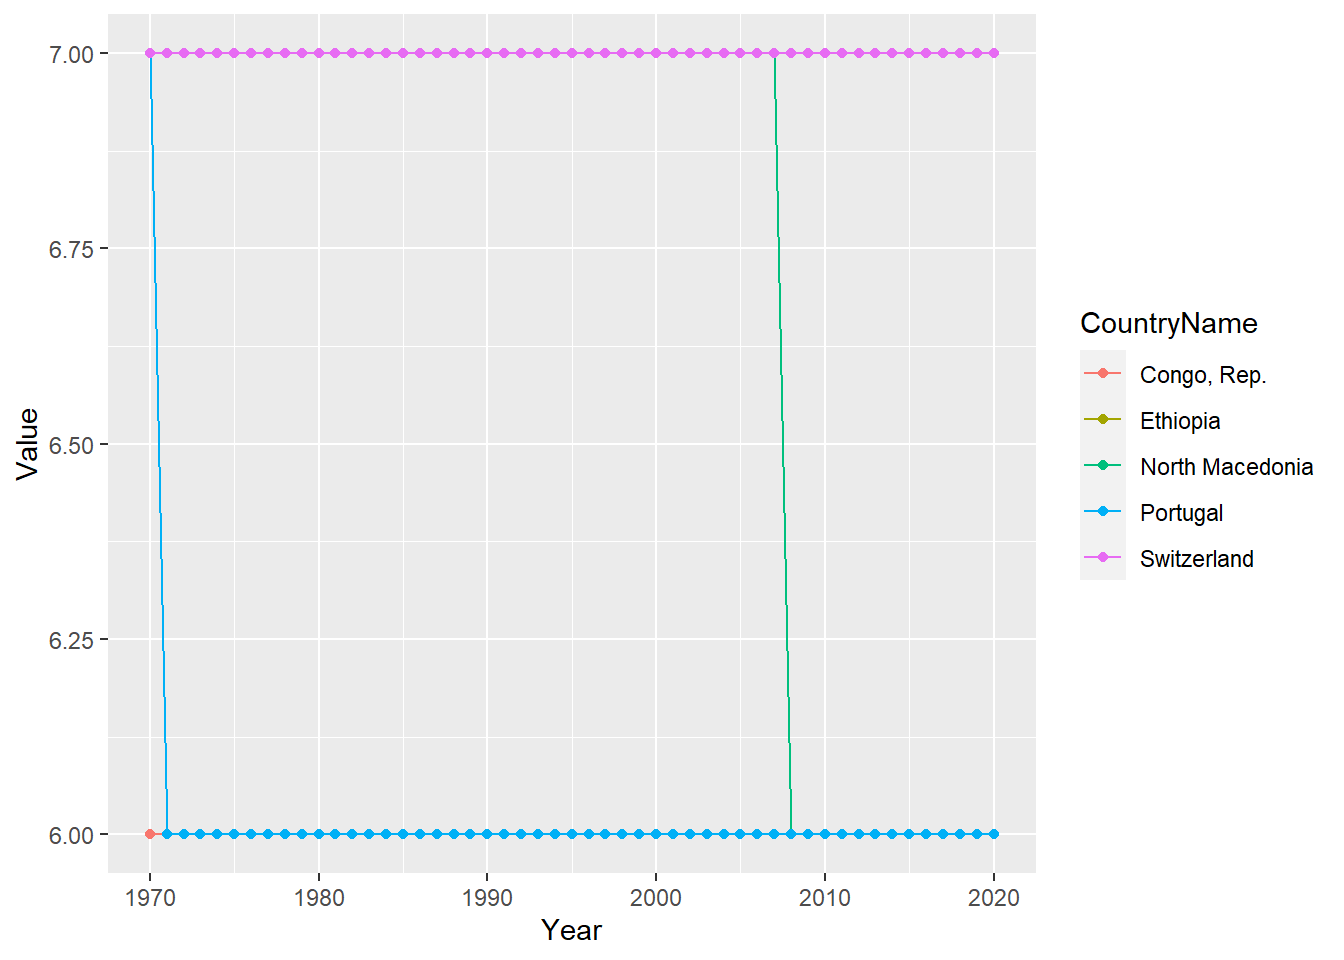 7.00
6.75
6.50
6.25
6.00
Value
1970 1980 1990 2000 2010 2020
Year
CountryName
Congo, Rep.
Ethiopia
North Macedonia
Portugal
Switzerland